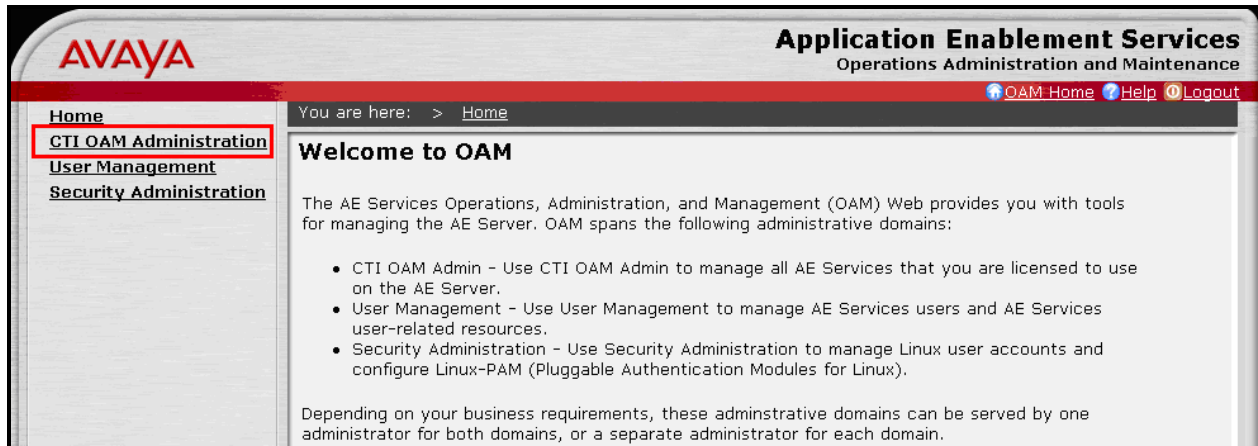 AVAYA
Application Enablement Services
Operations Administration and Maintenance
OAM Home Help Logout
Home
CTI OAM Administration
User Management
Security Administration
You are here: > Home
Welcome to OAM
The AE Services Operations, Administration, and Management (OAM) Web provides you with tools
for managing the AE Server. OAM spans the following administrative domains:
• CTI OAM Admin - Use CTI OAM Admin to manage all AE Services that you are licensed to use
on the AE Server.
• User Management - Use User Management to manage AE Services users and AE Services
user-related resources.
• Security Administration - Use Security Administration to manage Linux user accounts and
configure Linux-PAM (Pluggable Authentication Modules for Linux).
Depending on your business requirements, these adminstrative domains can be served by one
administrator for both domains, or a separate administrator for each domain.